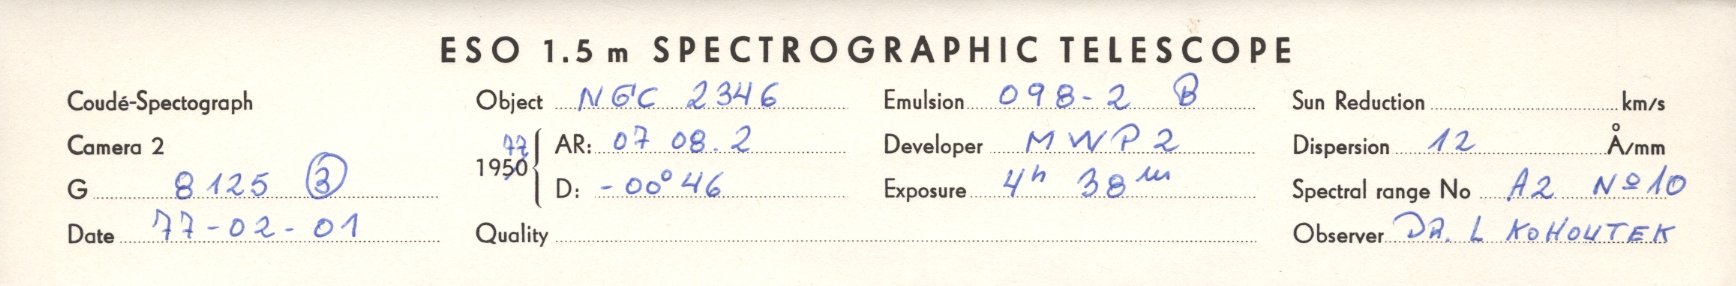 ESO 1.5 m SPECTROGRAPHIC TELESCOPE
Coudé-Spectograph Object NGC 2346 Emulsion 098-2 B Sun Reduction km/s
Camera 2 1950 77 AR: 07 08.2 Developer MWP 2 Dispersion 12 Å/mm
G 8125 3 D: -00° 46 Exposure 4h 38m Spectral range No A2 Nº 10
Date 77-02-01 Quality Observer DR. L KOHOUTEK